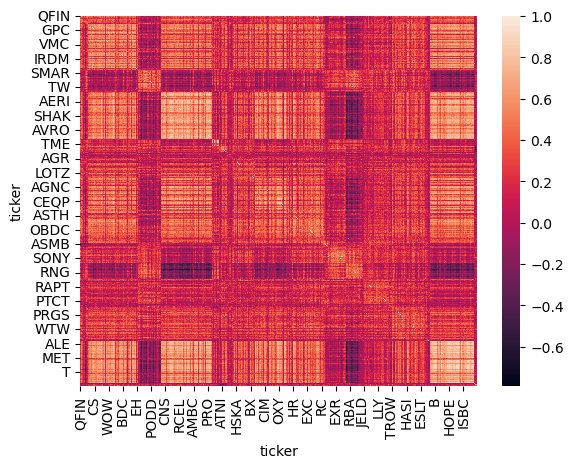 QFIN
GPC
VMC
IRDM
SMAR
TW
AERI
SHAK
AVRO
TME
AGR
LOTZ
AGNC
CEQP
ASTH
OBDC
ASMB
SONY
RNG
RAPT
PTCT
PRGS
WTW
ALE
MET
T
ticker
QFIN
CS
WOW
BDC
EH
PODD
CNS
RCEL
AMBC
PRO
ATNI
HSKA
BX
CIM
OXY
HR
EXC
RC
EXR
RBA
JELD
LLY
TROW
HASI
ESLT
B
HOPE
ISBC
ticker
1.0
0.8
0.6
0.4
0.2
0.0
−0.2
−0.4
−0.6